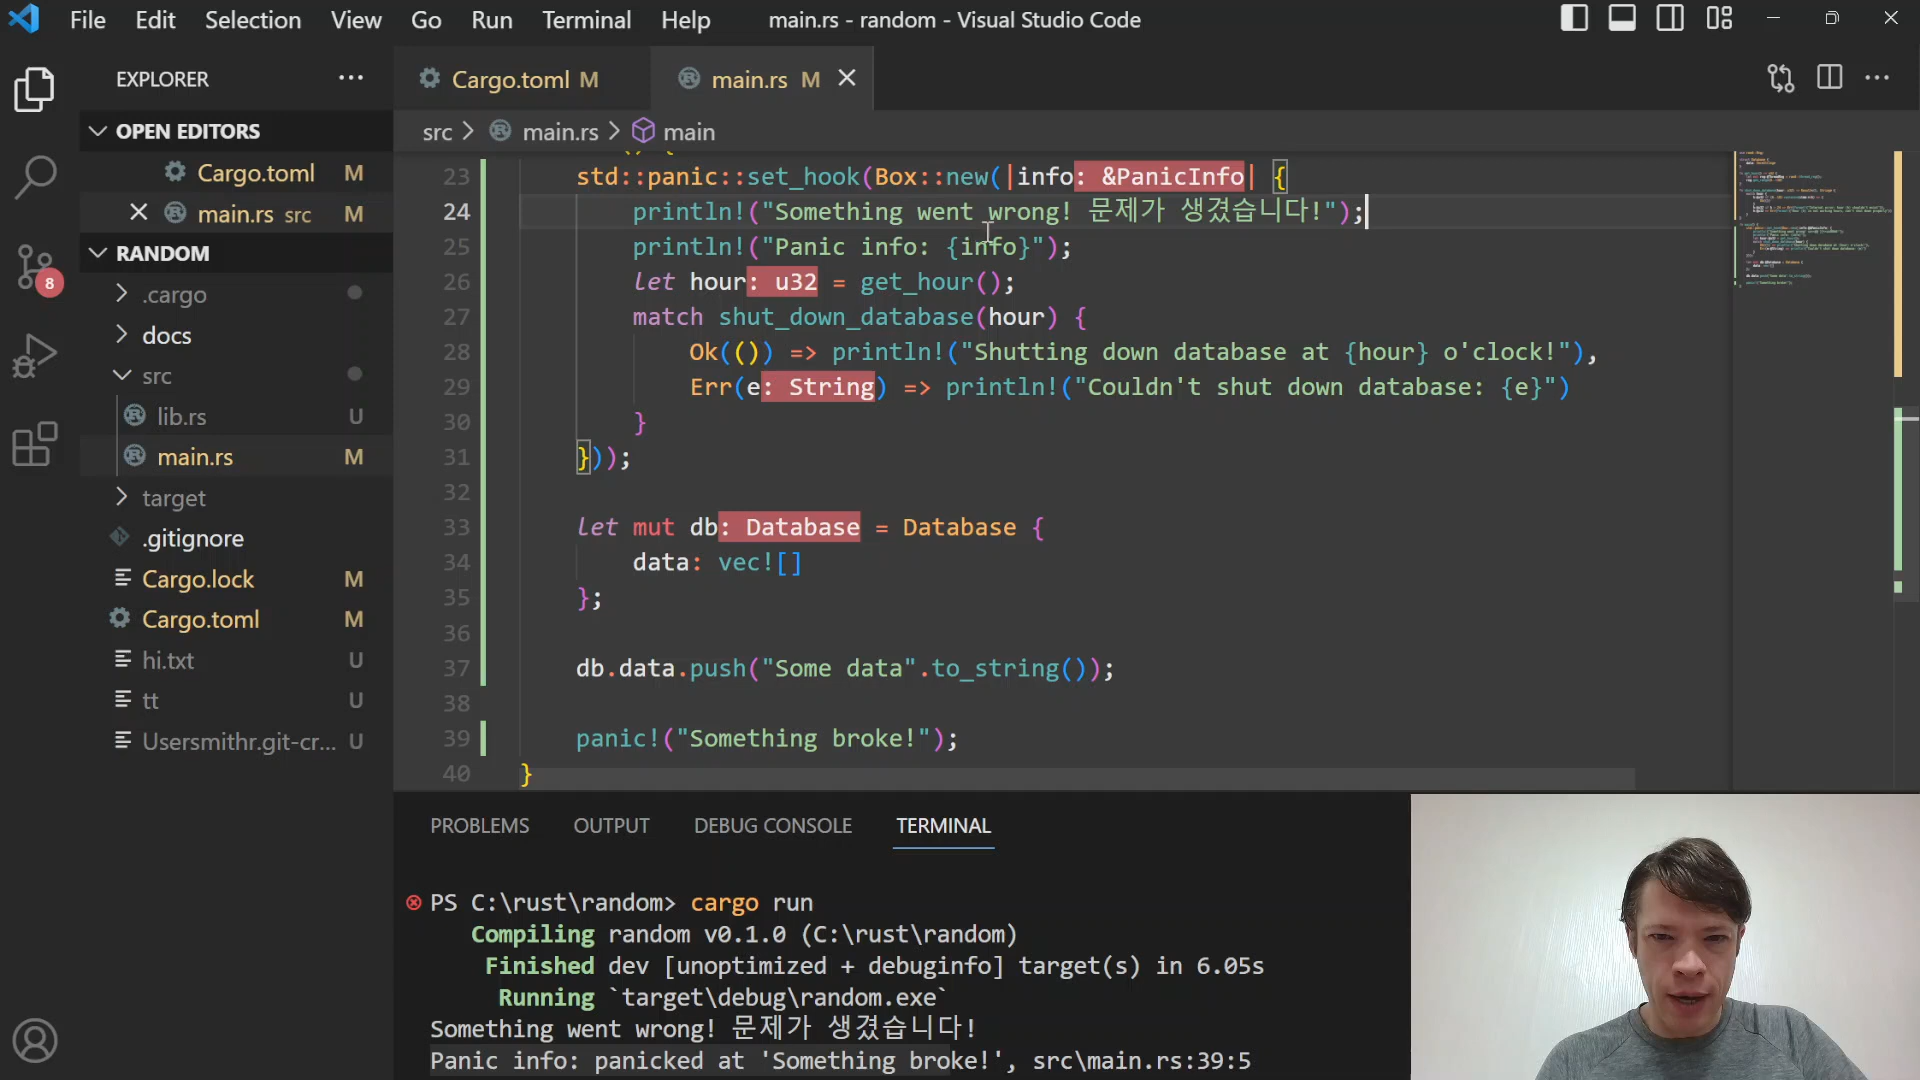 File Edit Selection View Go Run Terminal Help main.rs - random - Visual Studio Code
EXPLORER
OPEN EDITORS
Cargo.toml M
main.rs src M
RANDOM
.cargo
docs
src
lib.rs U
main.rs M
target
.gitignore
Cargo.lock M
Cargo.toml M
hi.txt U
tt U
Usersmithr.git-cr... U
8
Cargo.toml M main.rs M
src > main.rs > main
23 std::panic::set_hook(Box::new(|info: &PanicInfo| {
24 println!("Something went wrong! 문제가 생겼습니다!");
25 println!("Panic info: {info}");
26 let hour: u32 = get_hour();
27 match shut_down_database(hour) {
28 Ok(()) => println!("Shutting down database at {hour} o'clock!"),
29 Err(e: String) => println!("Couldn't shut down database: {e}")
30 }
31 }));
32
33 let mut db: Database = Database {
34 data: vec![]
35 };
36
37 db.data.push("Some data".to_string());
38
39 panic!("Something broke!");
40 }
PROBLEMS OUTPUT DEBUG CONSOLE TERMINAL
PS C:\rust\random> cargo run
Compiling random v0.1.0 (C:\rust\random)
Finished dev [unoptimized + debuginfo] target(s) in 6.05s
Running `target\debug\random.exe`
Something went wrong! 문제가 생겼습니다!
Panic info: panicked at 'Something broke!', src\main.rs:39:5